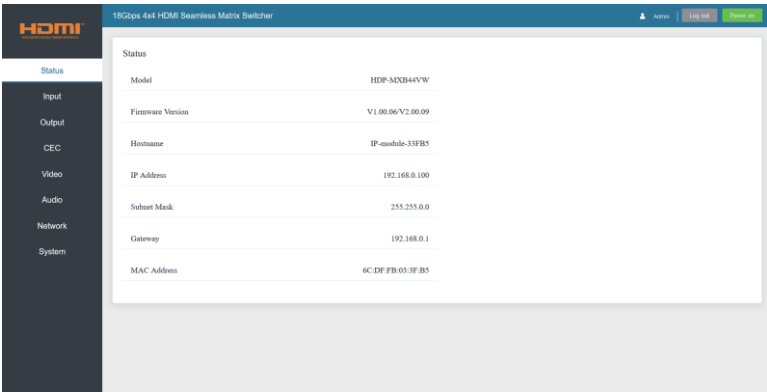 HDMI
18Gbps 4x4 HDMI Seamless Matrix Switcher
Admin
Log out
Power on
Status
Input
Output
CEC
Video
Audio
Network
System
Status
Model HDP-MXB44VW
Firmware Version V1.00.06/V2.00.09
Hostname IP-module-33FB5
IP Address 192.168.0.100
Subnet Mask 255.255.0.0
Gateway 192.168.0.1
MAC Address 6C:DF:FB:03:3F:B5